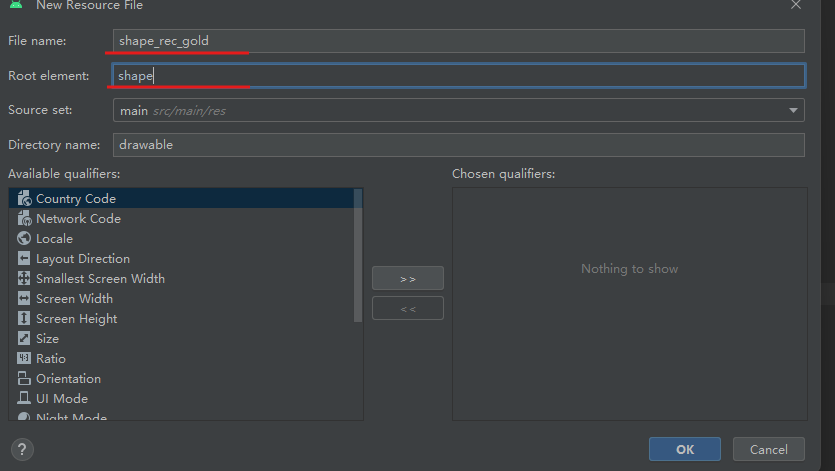 New Resource File
File name: shape_rec_gold
Root element: shape
Source set: main src/main/res
Directory name: drawable
Available qualifiers:
Country Code
Network Code
Locale
Layout Direction
Smallest Screen Width
Screen Width
Screen Height
Size
Ratio
Orientation
UI Mode
Night Mode
>>
<<
Chosen qualifiers:
Nothing to show
?
OK
Cancel